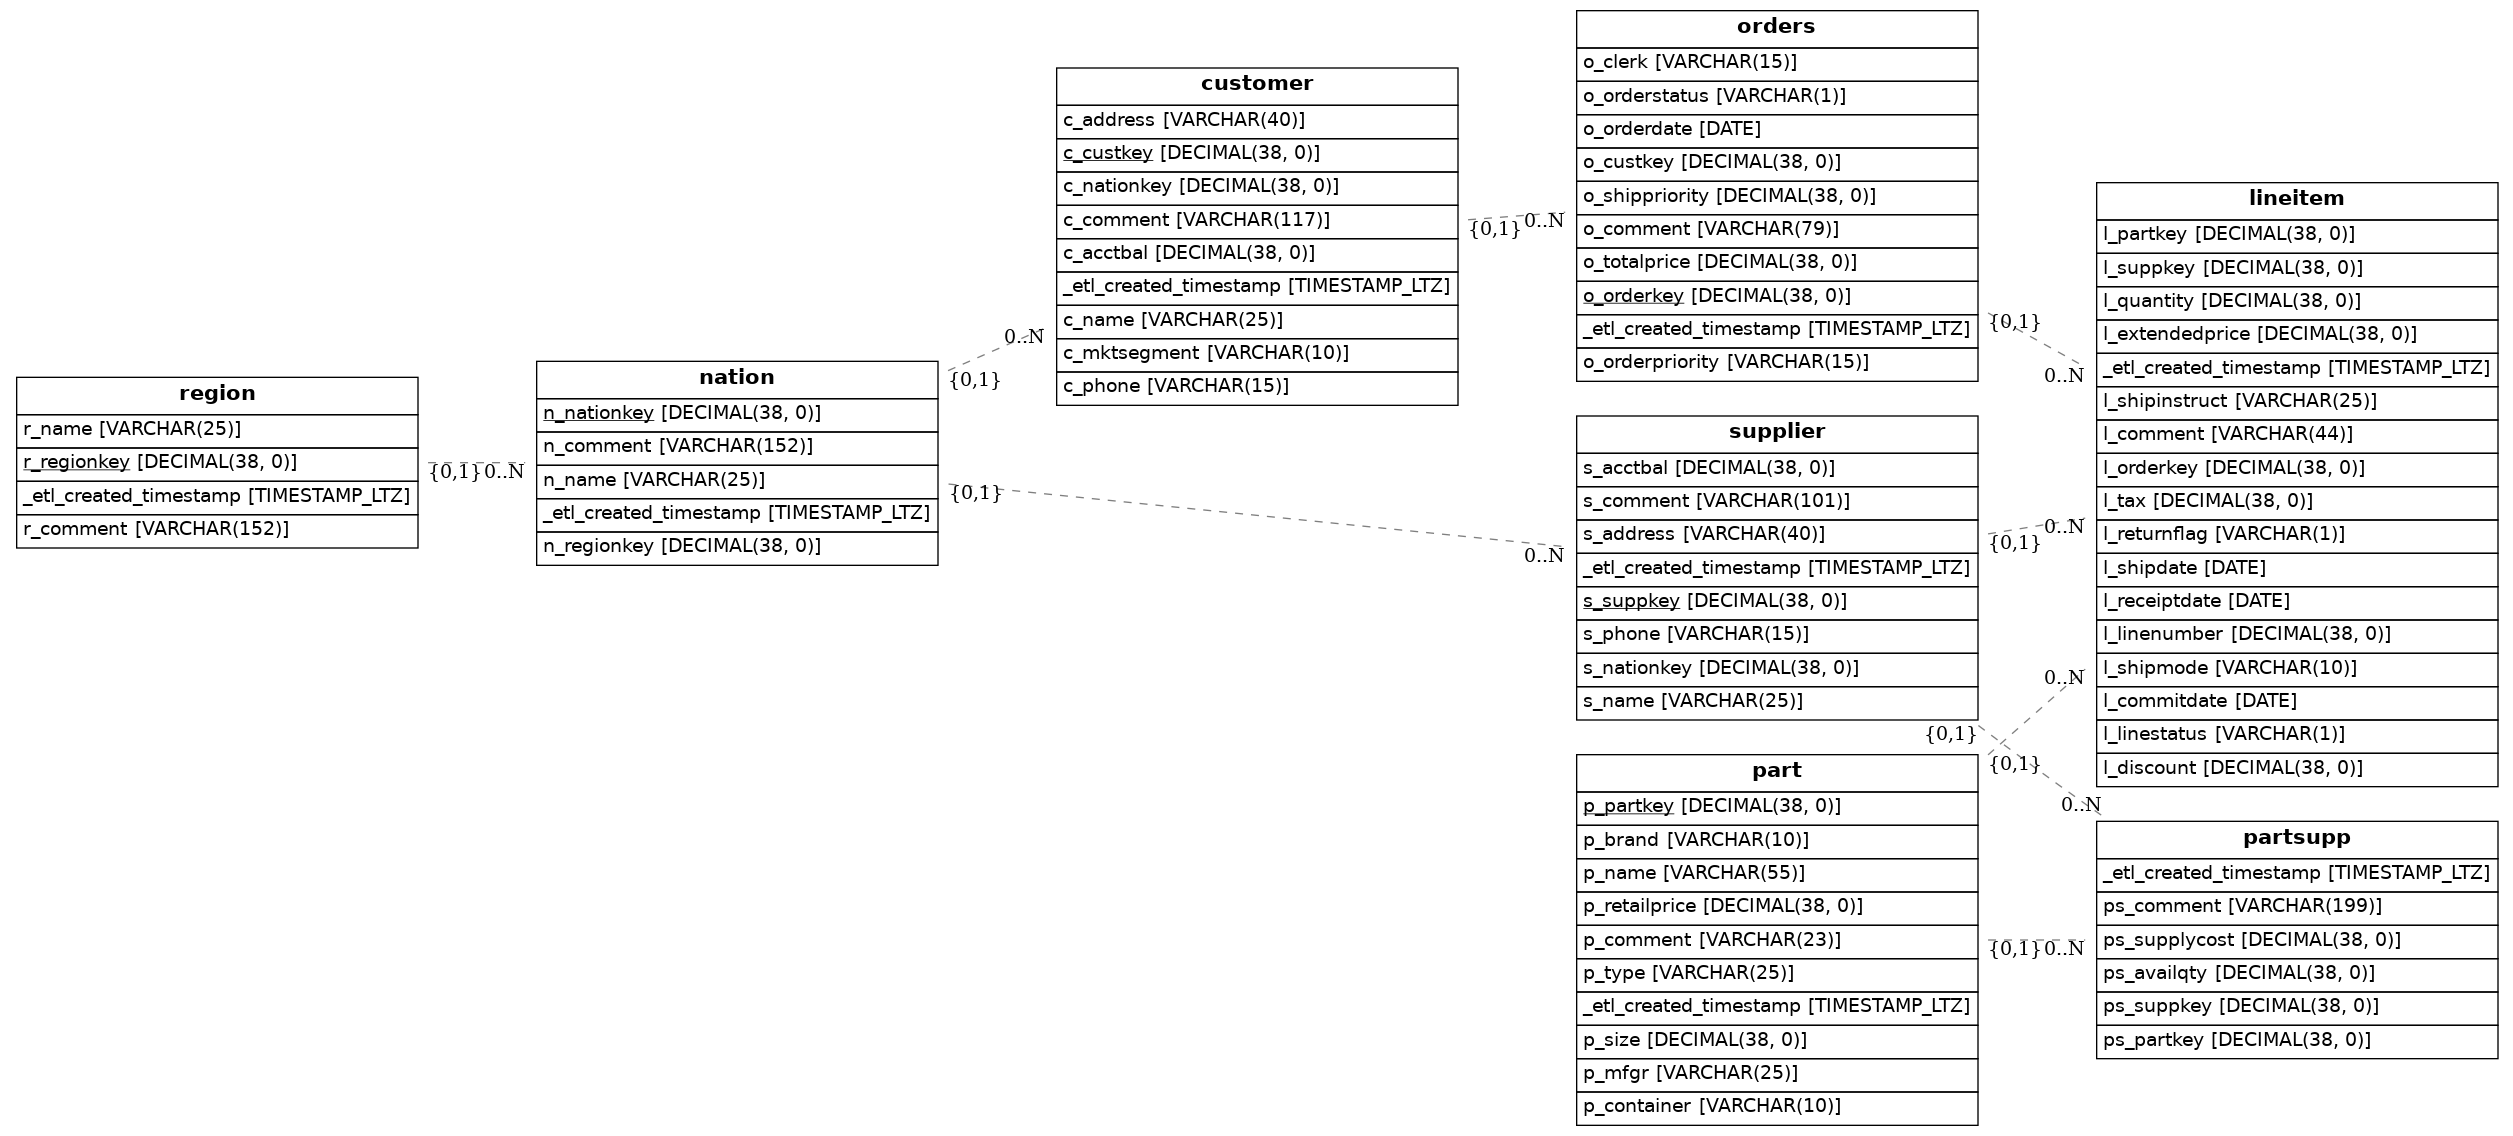 region
r_name [VARCHAR(25)]
r_regionkey [DECIMAL(38, 0)]
_etl_created_timestamp [TIMESTAMP_LTZ]
r_comment [VARCHAR(152)]
{0,1}
0..N
nation
n_nationkey [DECIMAL(38, 0)]
n_comment [VARCHAR(152)]
n_name [VARCHAR(25)]
_etl_created_timestamp [TIMESTAMP_LTZ]
n_regionkey [DECIMAL(38, 0)]
{0,1}
0..N
{0,1}
0..N
customer
c_address [VARCHAR(40)]
c_custkey [DECIMAL(38, 0)]
c_nationkey [DECIMAL(38, 0)]
c_comment [VARCHAR(117)]
c_acctbal [DECIMAL(38, 0)]
_etl_created_timestamp [TIMESTAMP_LTZ]
c_name [VARCHAR(25)]
c_mktsegment [VARCHAR(10)]
c_phone [VARCHAR(15)]
{0,1}
0..N
orders
o_clerk [VARCHAR(15)]
o_orderstatus [VARCHAR(1)]
o_orderdate [DATE]
o_custkey [DECIMAL(38, 0)]
o_shippriority [DECIMAL(38, 0)]
o_comment [VARCHAR(79)]
o_totalprice [DECIMAL(38, 0)]
o_orderkey [DECIMAL(38, 0)]
_etl_created_timestamp [TIMESTAMP_LTZ]
o_orderpriority [VARCHAR(15)]
{0,1}
0..N
supplier
s_acctbal [DECIMAL(38, 0)]
s_comment [VARCHAR(101)]
s_address [VARCHAR(40)]
_etl_created_timestamp [TIMESTAMP_LTZ]
s_suppkey [DECIMAL(38, 0)]
s_phone [VARCHAR(15)]
s_nationkey [DECIMAL(38, 0)]
s_name [VARCHAR(25)]
{0,1}
0..N
{0,1}
0..N
part
p_partkey [DECIMAL(38, 0)]
p_brand [VARCHAR(10)]
p_name [VARCHAR(55)]
p_retailprice [DECIMAL(38, 0)]
p_comment [VARCHAR(23)]
p_type [VARCHAR(25)]
_etl_created_timestamp [TIMESTAMP_LTZ]
p_size [DECIMAL(38, 0)]
p_mfgr [VARCHAR(25)]
p_container [VARCHAR(10)]
{0,1}
0..N
{0,1}
0..N
lineitem
l_partkey [DECIMAL(38, 0)]
l_suppkey [DECIMAL(38, 0)]
l_quantity [DECIMAL(38, 0)]
l_extendedprice [DECIMAL(38, 0)]
_etl_created_timestamp [TIMESTAMP_LTZ]
l_shipinstruct [VARCHAR(25)]
l_comment [VARCHAR(44)]
l_orderkey [DECIMAL(38, 0)]
l_tax [DECIMAL(38, 0)]
l_returnflag [VARCHAR(1)]
l_shipdate [DATE]
l_receiptdate [DATE]
l_linenumber [DECIMAL(38, 0)]
l_shipmode [VARCHAR(10)]
l_commitdate [DATE]
l_linestatus [VARCHAR(1)]
l_discount [DECIMAL(38, 0)]
partsupp
_etl_created_timestamp [TIMESTAMP_LTZ]
ps_comment [VARCHAR(199)]
ps_supplycost [DECIMAL(38, 0)]
ps_availqty [DECIMAL(38, 0)]
ps_suppkey [DECIMAL(38, 0)]
ps_partkey [DECIMAL(38, 0)]